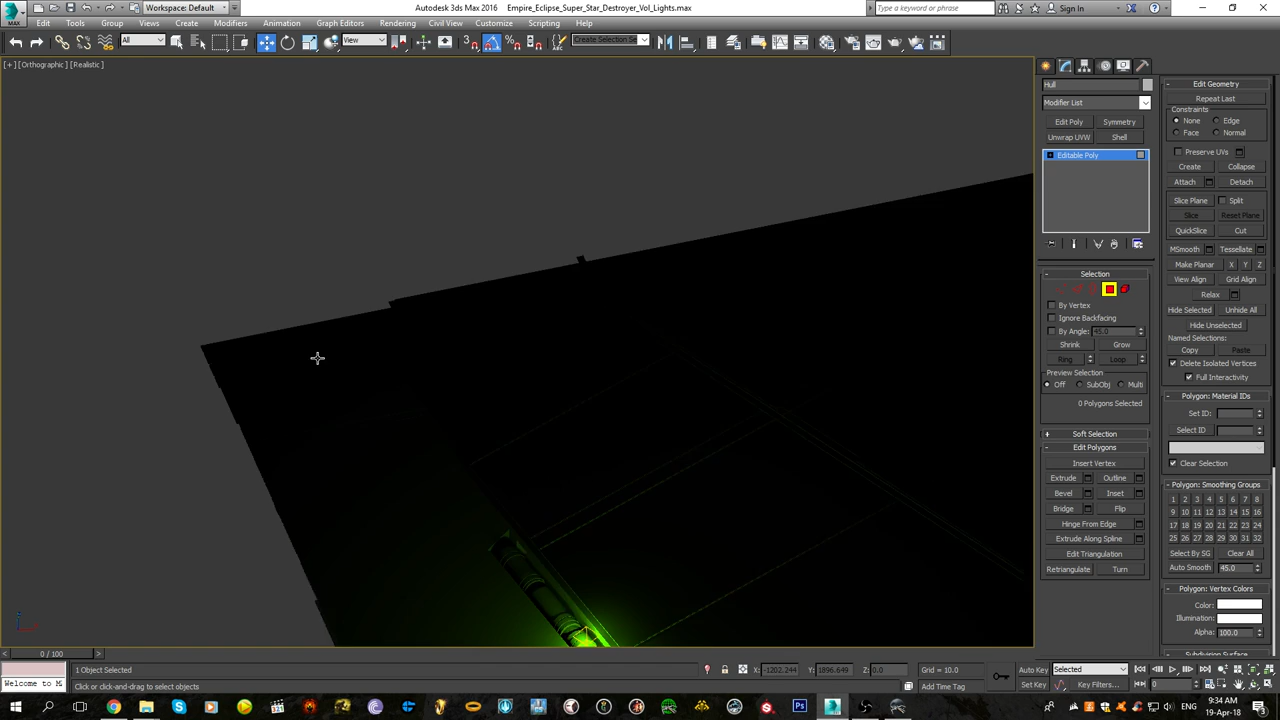 Workspace: Default
Autodesk 3ds Max 2016 Empire_Eclipse_Super_Star_Destroyer_Vol_Lights.max
Type a keyword or phrase
Sign In
MAX
Edit Tools Group Views Create Modifiers Animation Graph Editors Rendering Civil View Customize Scripting Help
All
View
Create Selection Se
[+] [Orthographic] [Realistic]
Hull
Modifier List
Edit Poly Symmetry
Unwrap UVW Shell
Editable Poly
Selection
By Vertex
Ignore Backfacing
By Angle: 45.0
Shrink Grow
Ring Loop
Preview Selection
Off SubObj Multi
0 Polygons Selected
Soft Selection
Edit Polygons
Insert Vertex
Extrude Outline
Bevel Inset
Bridge Flip
Hinge From Edge
Extrude Along Spline
Edit Triangulation
Retriangulate Turn
Edit Geometry
Repeat Last
Constraints
None Edge
Face Normal
Preserve UVs
Create Collapse
Attach Detach
Slice Plane Split
Slice Reset Plane
QuickSlice Cut
MSmooth Tessellate
Make Planar X Y Z
View Align Grid Align
Relax
Hide Selected Unhide All
Hide Unselected
Named Selections:
Copy Paste
Delete Isolated Vertices
Full Interactivity
Polygon: Material IDs
Set ID:
Select ID
Clear Selection
Polygon: Smoothing Groups
1 2 3 4 5 6 7 8
9 10 11 12 13 14 15 16
17 18 19 20 21 22 23 24
25 26 27 28 29 30 31 32
Select By SG Clear All
Auto Smooth 45.0
Polygon: Vertex Colors
Color:
Illumination:
Alpha: 100.0
Subdivision Surface
0 / 100
1 Object Selected
X: -1202.244 Y: 1896.649 Z: 0.0
Grid = 10.0
Auto Key Selected
Welcome to M
Click or click-and-drag to select objects
Add Time Tag
Set Key Key Filters...
0
9:34 AM
19-Apr-18